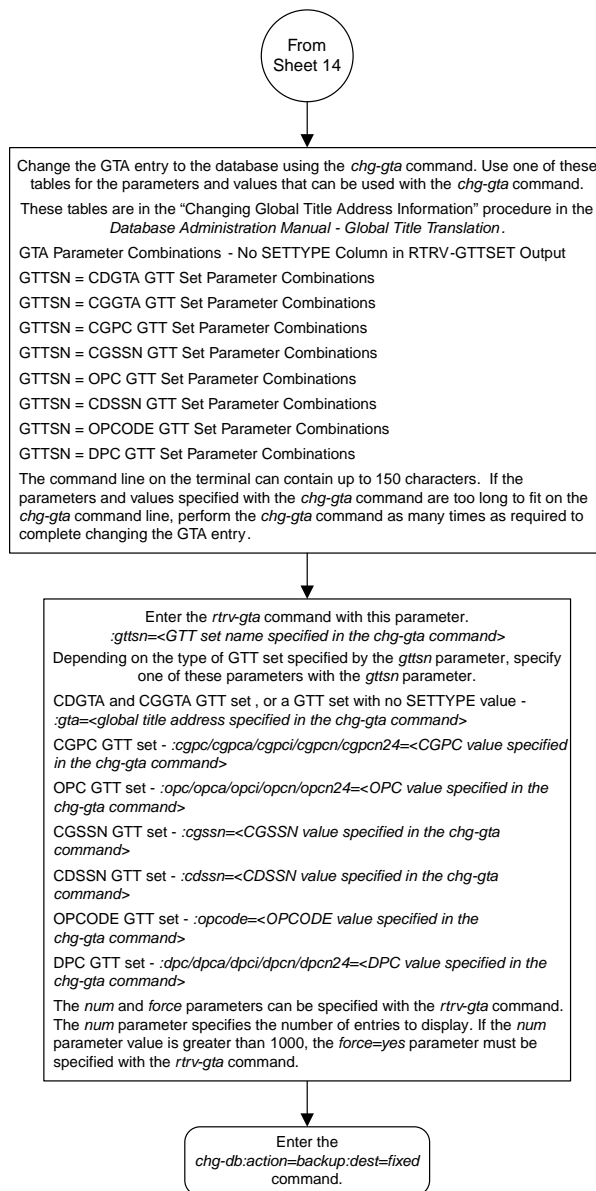 From
Sheet 14
Change the GTA entry to the database using the chg-gta command. Use one of these
tables for the parameters and values that can be used with the chg-gta command.
These tables are in the “Changing Global Title Address Information” procedure in the
Database Administration Manual - Global Title Translation.
GTA Parameter Combinations - No SETTYPE Column in RTRV-GTTSET Output
GTTSN = CDGTA GTT Set Parameter Combinations
GTTSN = CGGTA GTT Set Parameter Combinations
GTTSN = CGPC GTT Set Parameter Combinations
GTTSN = CGSSN GTT Set Parameter Combinations
GTTSN = OPC GTT Set Parameter Combinations
GTTSN = CDSSN GTT Set Parameter Combinations
GTTSN = OPCODE GTT Set Parameter Combinations
GTTSN = DPC GTT Set Parameter Combinations
The command line on the terminal can contain up to 150 characters. If the
parameters and values specified with the chg-gta command are too long to fit on the
chg-gta command line, perform the chg-gta command as many times as required to
complete changing the GTA entry.
Enter the rtrv-gta command with this parameter.
:gttsn=<GTT set name specified in the chg-gta command>
Depending on the type of GTT set specified by the gttsn parameter, specify
one of these parameters with the gttsn parameter.
CDGTA and CGGTA GTT set , or a GTT set with no SETTYPE value -
:gta=<global title address specified in the chg-gta command>
CGPC GTT set - :cgpc/cgpca/cgpci/cgpcn/cgpcn24=<CGPC value specified
in the chg-gta command>
OPC GTT set - :opc/opca/opci/opcn/opcn24=<OPC value specified in the
chg-gta command>
CGSSN GTT set - :cgssn=<CGSSN value specified in the chg-gta
command>
CDSSN GTT set - :cdssn=<CDSSN value specified in the chg-gta
command>
OPCODE GTT set - :opcode=<OPCODE value specified in the
chg-gta command>
DPC GTT set - :dpc/dpca/dpci/dpcn/dpcn24=<DPC value specified in the
chg-gta command>
The num and force parameters can be specified with the rtrv-gta command.
The num parameter specifies the number of entries to display. If the num
parameter value is greater than 1000, the force=yes parameter must be
specified with the rtrv-gta command.
Enter the
chg-db:action=backup:dest=fixed
command.